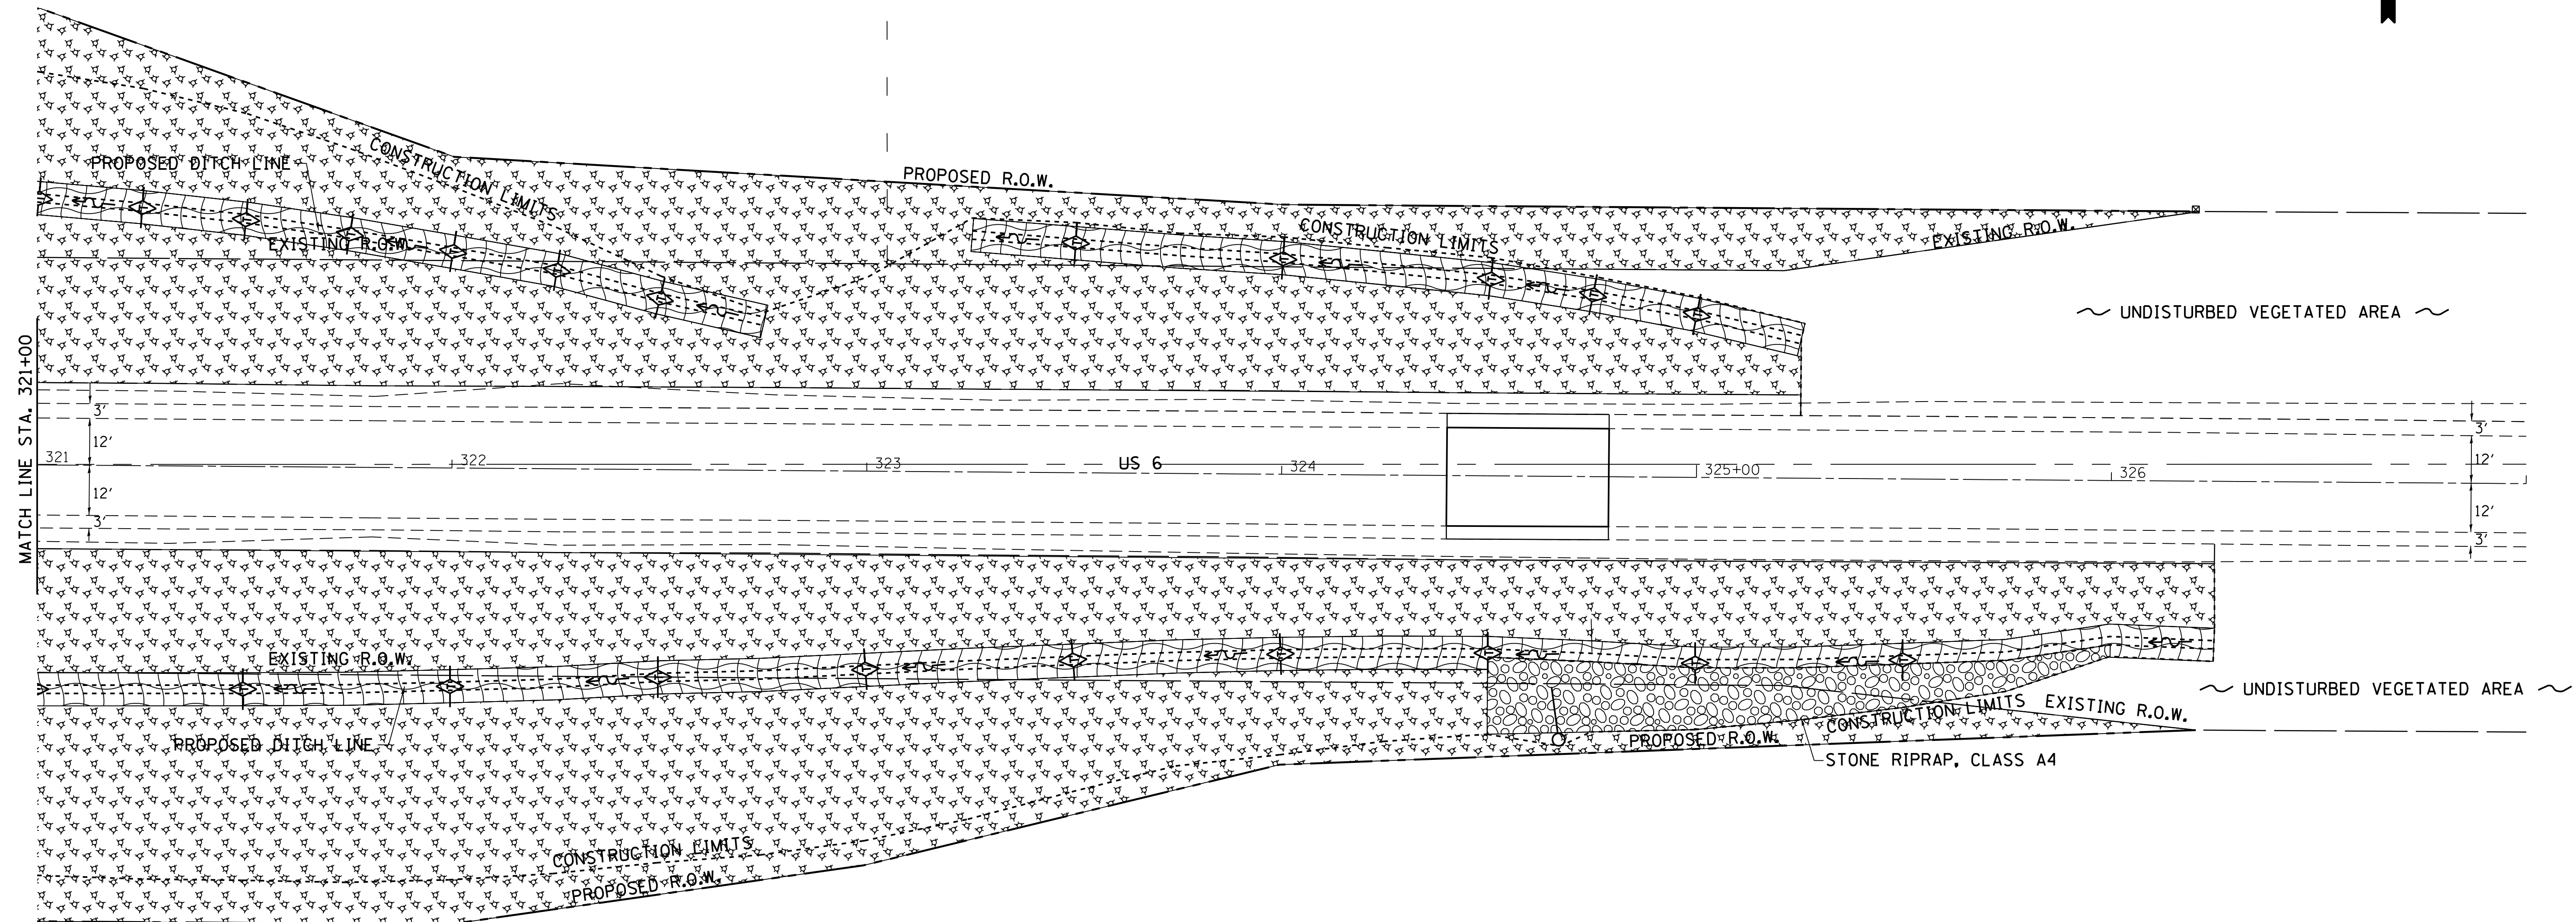 PROPOSED DITCH LINE
CONSTRUCTION LIMITS
PROPOSED R.O.W.
EXISTING R.O.W.
CONSTRUCTION LIMITS
EXISTING R.O.W.
UNDISTURBED VEGETATED AREA
MATCH LINE STA. 321+00
3'
12'
12'
3'
321
322
323
US 6
324
325+00
326
3'
12'
12'
3'
EXISTING R.O.W.
PROPOSED DITCH LINE
UNDISTURBED VEGETATED AREA
CONSTRUCTION LIMITS
EXISTING R.O.W.
PROPOSED R.O.W.
STONE RIPRAP, CLASS A4
CONSTRUCTION LIMITS
PROPOSED R.O.W.